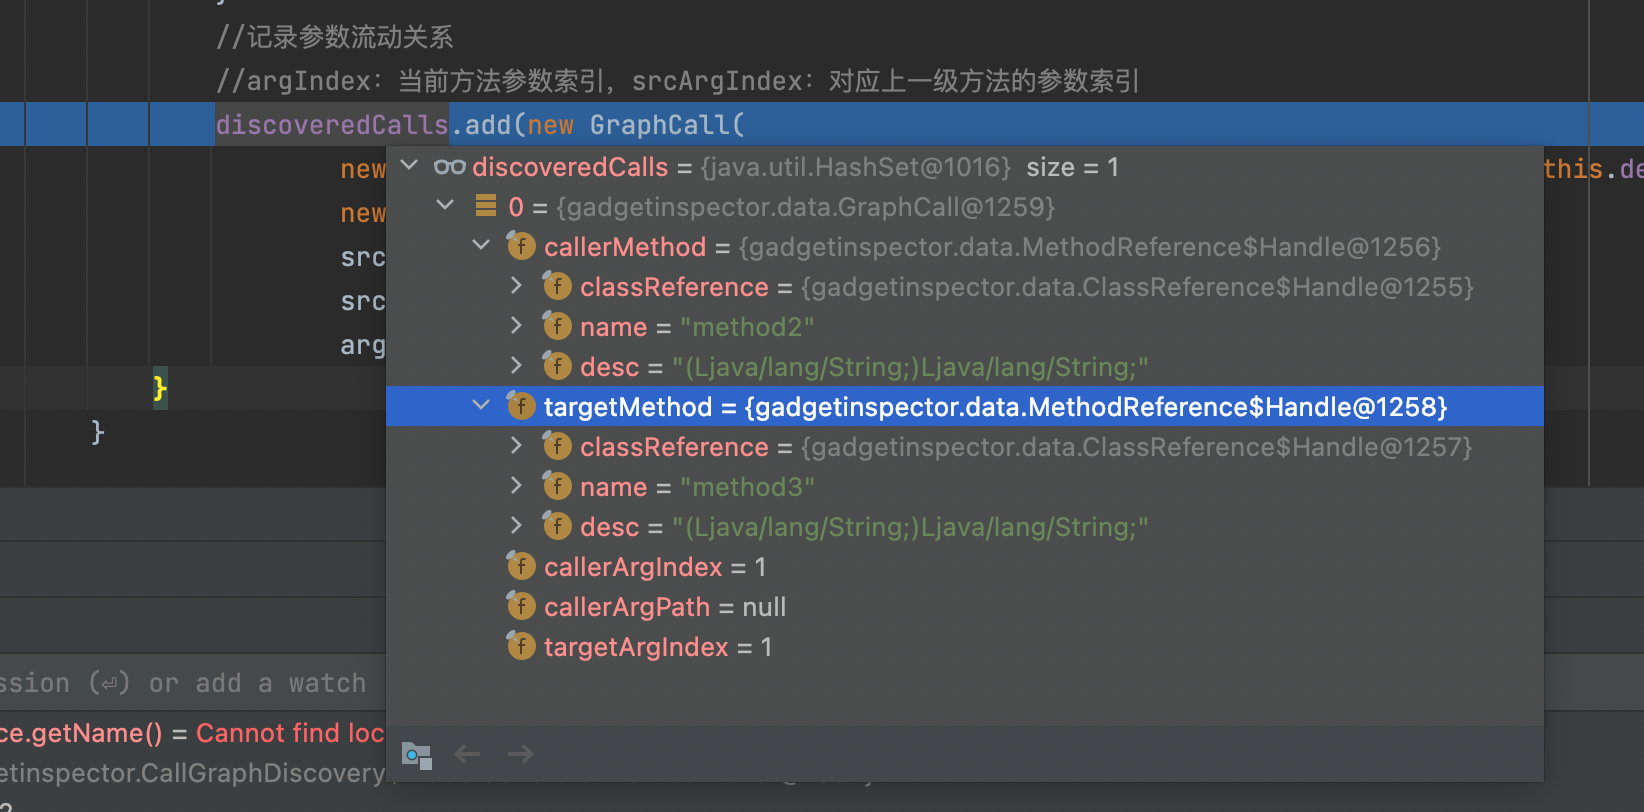 }
//记录参数流动关系
//argIndex：当前方法参数索引，srcArgIndex：对应上一级方法的参数索引
discoveredCalls.add(new GraphCall(
new
this.de
discoveredCalls = {java.util.HashSet@1016} size = 1
0 = {gadgetinspector.data.GraphCall@1259}
new
callerMethod = {gadgetinspector.data.MethodReference$Handle@1256}
src
classReference = {gadgetinspector.data.ClassReference$Handle@1255}
src
name = "method2"
arg
desc = "(Ljava/lang/String;)Ljava/lang/String;"
}
targetMethod = {gadgetinspector.data.MethodReference$Handle@1258}
}
classReference = {gadgetinspector.data.ClassReference$Handle@1257}
name = "method3"
desc = "(Ljava/lang/String;)Ljava/lang/String;"
callerArgIndex = 1
callerArgPath = null
targetArgIndex = 1
ssion (⏎) or add a watch
ce.getName() = Cannot find loc
etinspector.CallGraphDiscovery